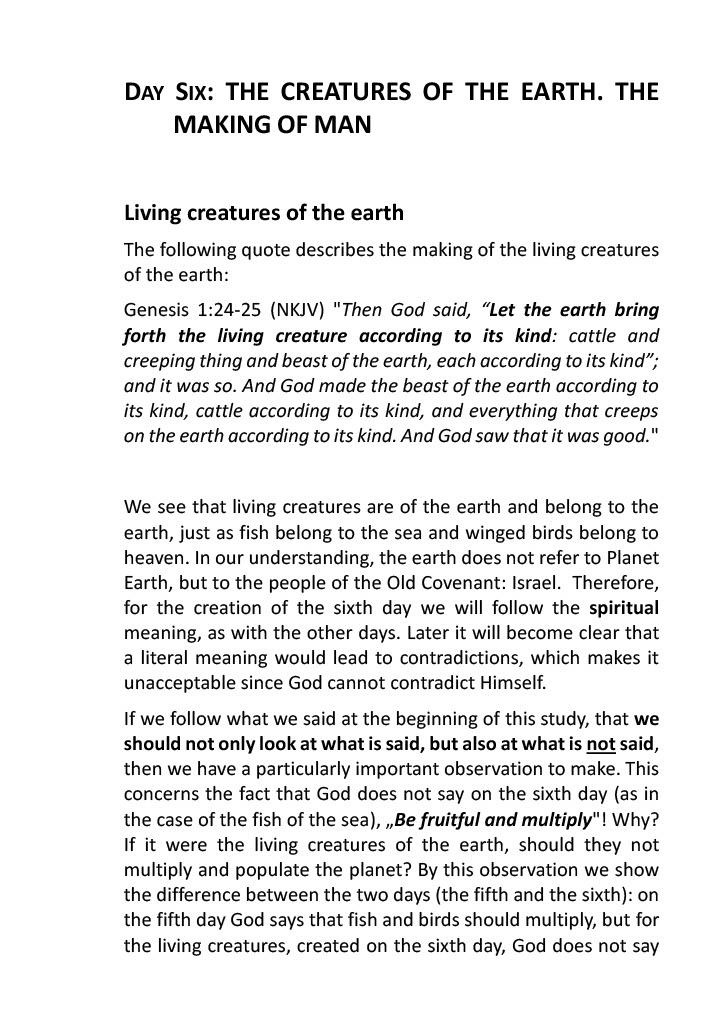 DAY SIX: THE CREATURES OF THE EARTH. THE
MAKING OF MAN
Living creatures of the earth
The following quote describes the making of the living creatures
of the earth:
Genesis 1:24-25 (NKJV) "Then God said, “Let the earth bring
forth the living creature according to its kind: cattle and
creeping thing and beast of the earth, each according to its kind”;
and it was so. And God made the beast of the earth according to
its kind, cattle according to its kind, and everything that creeps
on the earth according to its kind. And God saw that it was good."
We see that living creatures are of the earth and belong to the
earth, just as fish belong to the sea and winged birds belong to
heaven. In our understanding, the earth does not refer to Planet
Earth, but to the people of the Old Covenant: Israel.  Therefore,
for the creation of the sixth day we will follow the spiritual
meaning, as with the other days. Later it will become clear that
a literal meaning would lead to contradictions, which makes it
unacceptable since God cannot contradict Himself.
If we follow what we said at the beginning of this study, that we
should not only look at what is said, but also at what is not said,
then we have a particularly important observation to make. This
concerns the fact that God does not say on the sixth day (as in
the case of the fish of the sea), „Be fruitful and multiply"! Why?
If it were the living creatures of the earth, should they not
multiply and populate the planet? By this observation we show
the difference between the two days (the fifth and the sixth): on
the fifth day God says that fish and birds should multiply, but for
the living creatures, created on the sixth day, God does not say